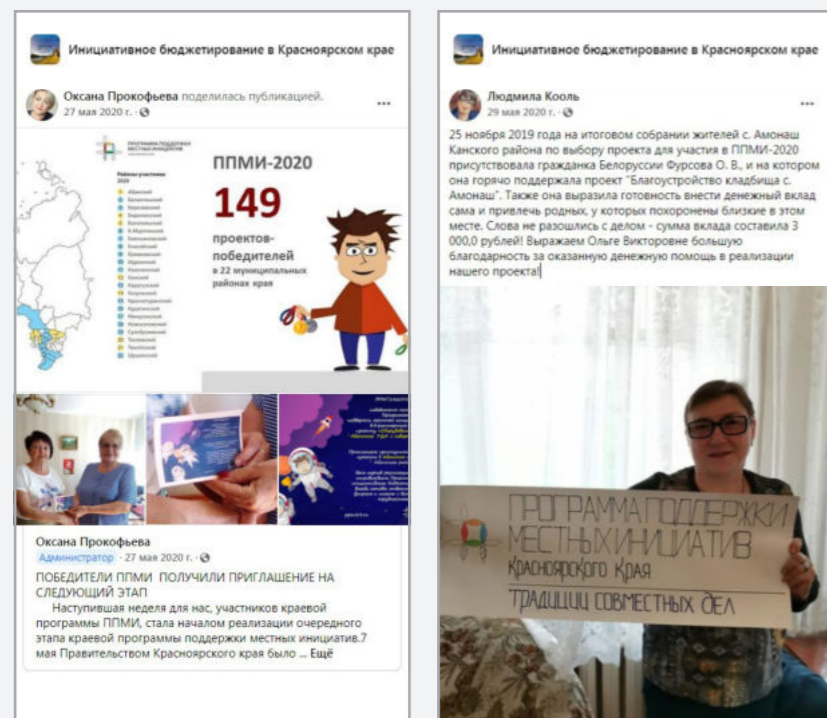 Инициативное бюджетирование в Красноярском крае
Оксана Прокофьева поделилась публикацией.
27 мая 2020 г.
ПРОГРАММА ПОДДЕРЖКИ
МЕСТНЫХ ИНИЦИАТИВ
Районы-участники
2020
ППМИ-2020
149
проектов-
победителей
в 22 муниципальных
районах края
Оксана Прокофьева
Администратор · 27 мая 2020 г. ·
ПОБЕДИТЕЛИ ППМИ ПОЛУЧИЛИ ПРИГЛАШЕНИЕ НА
СЛЕДУЮЩИЙ ЭТАП
Наступившая неделя для нас, участников краевой
программы ППМИ, стала началом реализации очередного
этапа краевой программы поддержки местных инициатив.7
мая Правительством Красноярского края было ... Ещё
Инициативное бюджетирование в Красноярском крае
Людмила Кооль
29 мая 2020 г. ·
25 ноября 2019 года на итоговом собрании жителей с. Амонаш
Канского района по выбору проекта для участия в ППМИ-2020
присутствовала гражданка Белоруссии Фурсова О. В., и на котором
она горячо поддержала проект "Благоустройство кладбища с.
Амонаш". Также она выразила готовность внести денежный вклад
сама и привлечь родных, у которых похоронены близкие в этом
месте. Слова не разошлись с делом - сумма вклада составила 3
000,0 рублей! Выражаем Ольге Викторовне большую
благодарность за оказанную денежную помощь в реализации
нашего проекта!
ПРОГРАММА ПОДДЕРЖКИ
МЕСТНЫХ ИНИЦИАТИВ
Красноярского края
ТРАДИЦИИ СОВМЕСТНЫХ ДЕЛ